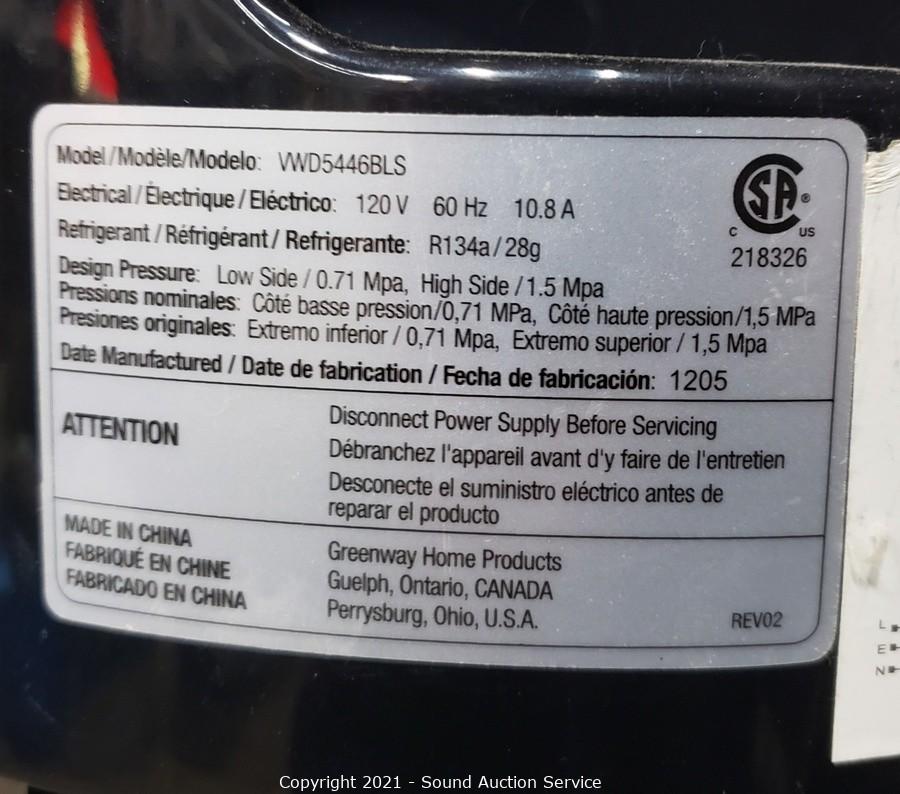 Model/Modèle/Modelo: VWD5446BLS
Electrical/Électrique/Eléctrico: 120 V 60 Hz 10.8 A
Refrigerant/Réfrigérant/Refrigerante: R134a/28g
Design Pressure: Low Side / 0.71 Mpa, High Side / 1.5 Mpa
Pressions nominales: Côté basse pression/0,71 MPa, Côté haute pression/1,5 MPa
Presiones originales: Extremo inferior / 0,71 Mpa, Extremo superior / 1,5 Mpa
Date Manufactured / Date de fabrication / Fecha de fabricación: 1205
SA®
C US
218326
ATTENTION
Disconnect Power Supply Before Servicing
Débranchez l'appareil avant d'y faire de l'entretien
Desconecte el suministro eléctrico antes de
reparar el producto
MADE IN CHINA
FABRIQUÉ EN CHINE
FABRICADO EN CHINA
Greenway Home Products
Guelph, Ontario, CANADA
Perrysburg, Ohio, U.S.A.
REV02
L
E
N
Copyright 2021 - Sound Auction Service